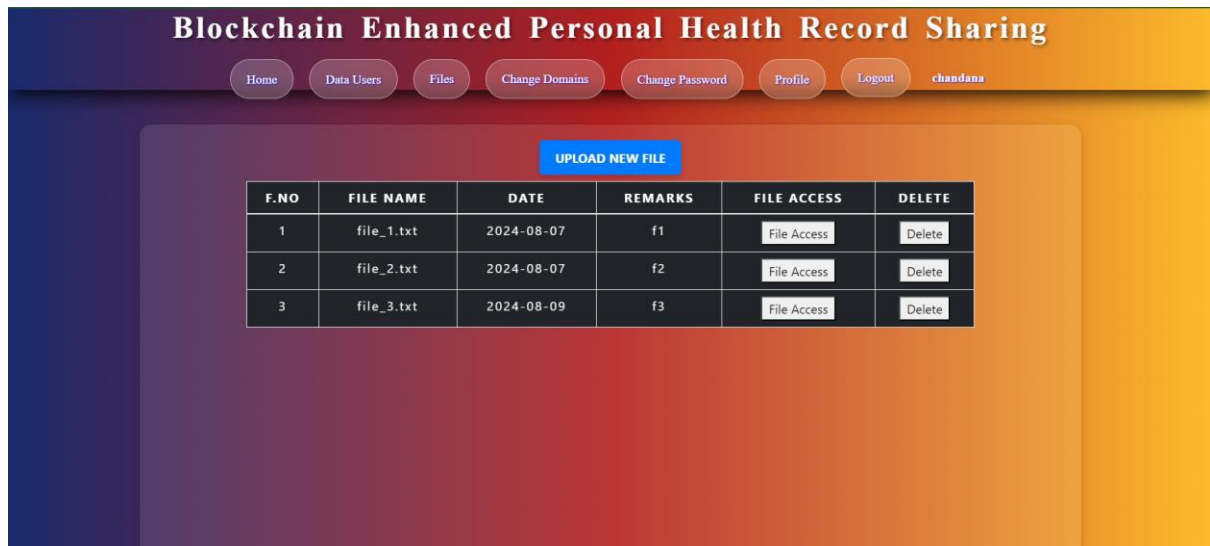 Blockchain Enhanced Personal Health Record Sharing
Home Data Users Files Change Domains Change Password Profile Logout chandana
UPLOAD NEW FILE
F.NO FILE NAME DATE REMARKS FILE ACCESS DELETE
1 file_1.txt 2024-08-07 f1 File Access Delete
2 file_2.txt 2024-08-07 f2 File Access Delete
3 file_3.txt 2024-08-09 f3 File Access Delete